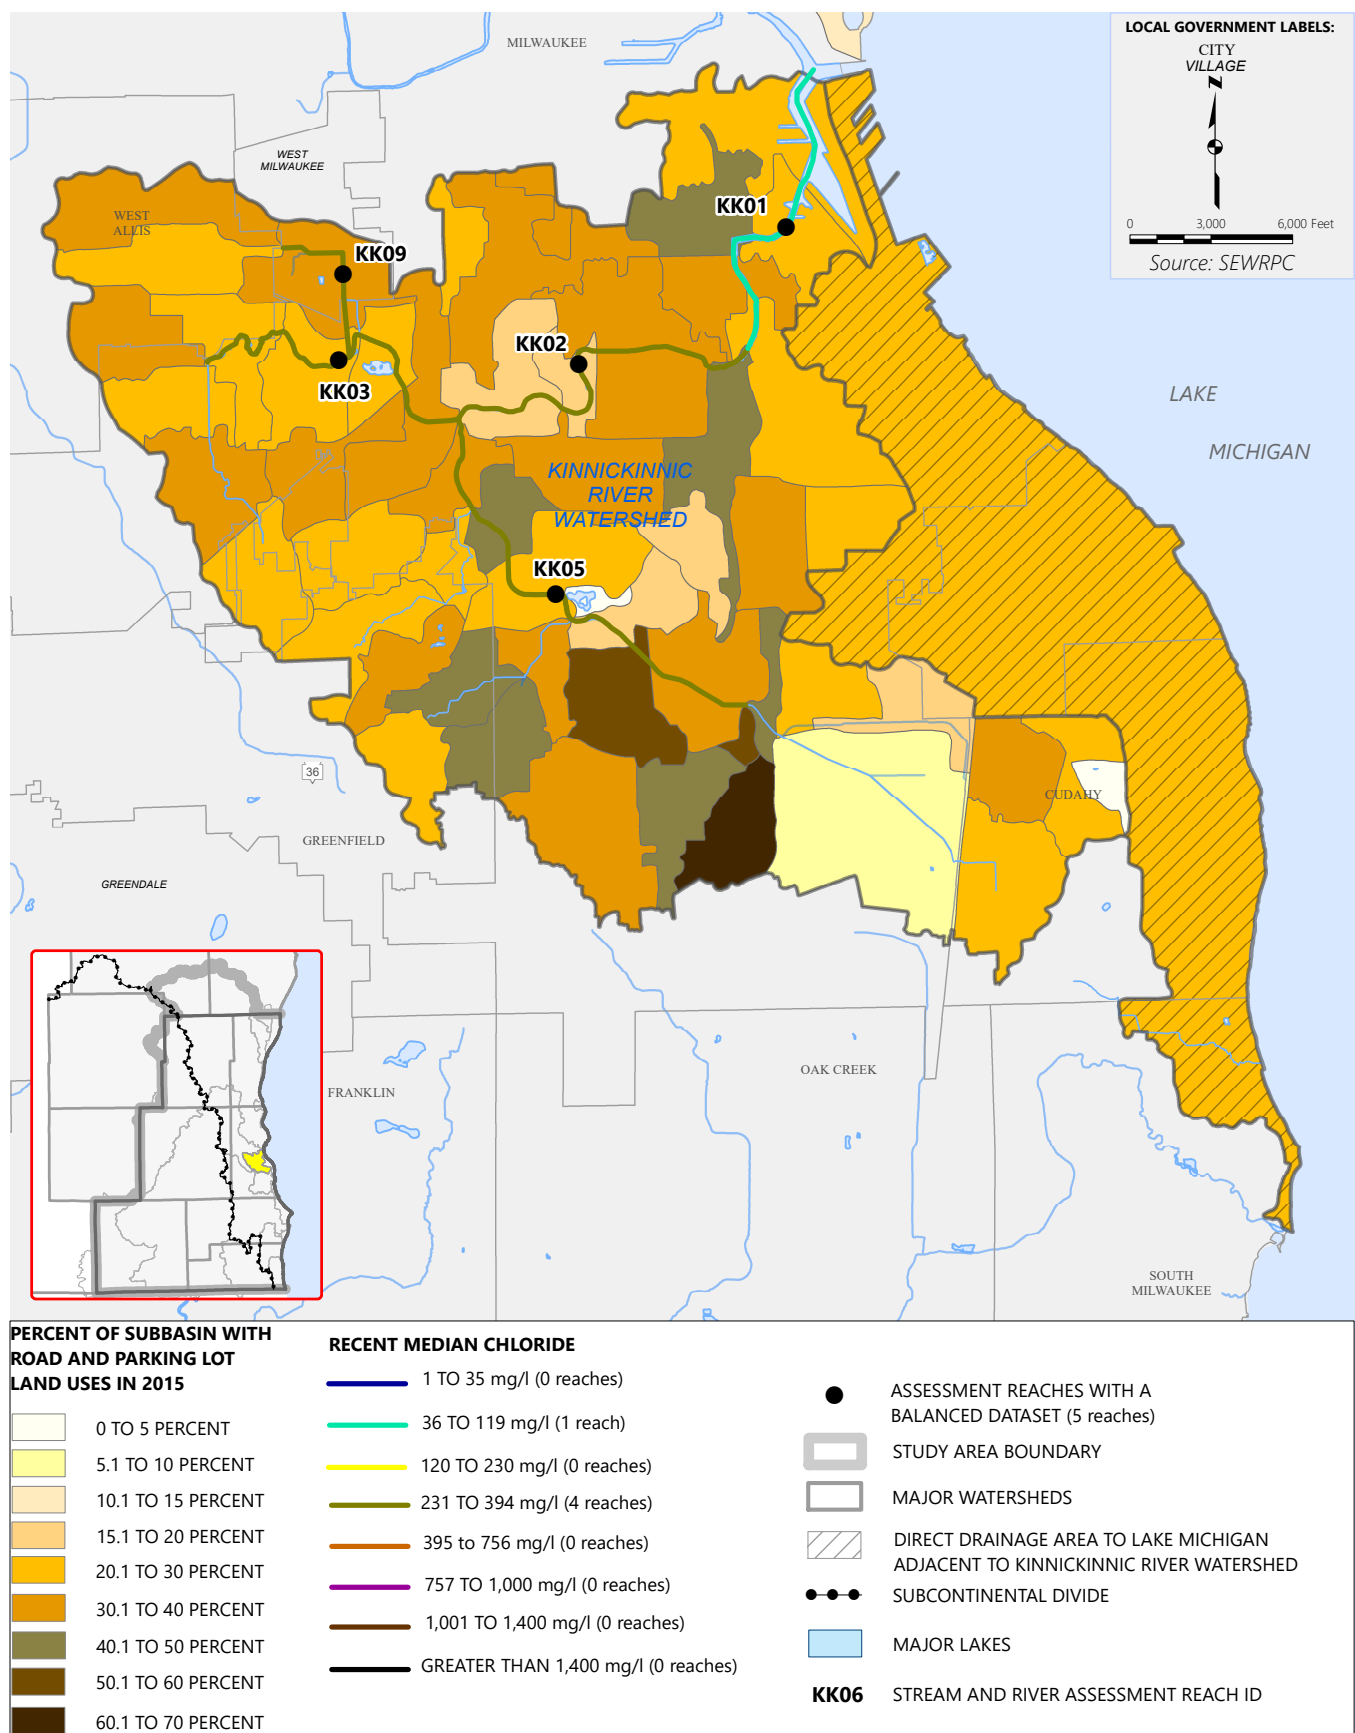 MILWAUKEE
LOCAL GOVERNMENT LABELS:
CITY
VILLAGE
N
0 3,000 6,000 Feet
Source: SEWRPC
WEST
MILWAUKEE
WEST
ALLIS
KK01
KK09
KK02
KK03
LAKE
MICHIGAN
KINNICKINNIC
RIVER
WATERSHED
KK05
36
CUDAHY
GREENFIELD
GREENDALE
OAK CREEK
FRANKLIN
SOUTH
MILWAUKEE
PERCENT OF SUBBASIN WITH
ROAD AND PARKING LOT
LAND USES IN 2015
0 TO 5 PERCENT
5.1 TO 10 PERCENT
10.1 TO 15 PERCENT
15.1 TO 20 PERCENT
20.1 TO 30 PERCENT
30.1 TO 40 PERCENT
40.1 TO 50 PERCENT
50.1 TO 60 PERCENT
60.1 TO 70 PERCENT
RECENT MEDIAN CHLORIDE
1 TO 35 mg/l (0 reaches)
36 TO 119 mg/l (1 reach)
120 TO 230 mg/l (0 reaches)
231 TO 394 mg/l (4 reaches)
395 to 756 mg/l (0 reaches)
757 TO 1,000 mg/l (0 reaches)
1,001 TO 1,400 mg/l (0 reaches)
GREATER THAN 1,400 mg/l (0 reaches)
ASSESSMENT REACHES WITH A
BALANCED DATASET (5 reaches)
STUDY AREA BOUNDARY
MAJOR WATERSHEDS
DIRECT DRAINAGE AREA TO LAKE MICHIGAN
ADJACENT TO KINNICKINNIC RIVER WATERSHED
SUBCONTINENTAL DIVIDE
MAJOR LAKES
KK06 STREAM AND RIVER ASSESSMENT REACH ID